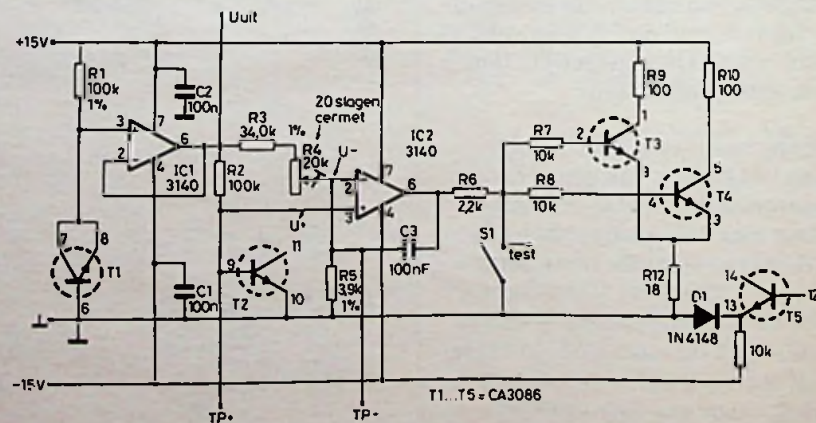 Uuit
+15V
R1
100k
1%
C2
100n
3
7
2
4
6
IC1
3140
R3
34,0k
1%
20 slagen
cermet
R4
20k
U-
R2
100k
U+
IC2
3140
2
3
7
4
6
C3
100nF
R6
2,2k
R7
10k
R8
10k
S1
test
R9
100
R10
100
1
2
T3
3
5
4
T4
3
R12
18
D1
1N4148
14
13
12
T5
10k
7
8
T1
6
C1
100n
9
11
T2
10
R5
3,9k
1%
-15V
TP+
TP-
T1...T5 = CA3086